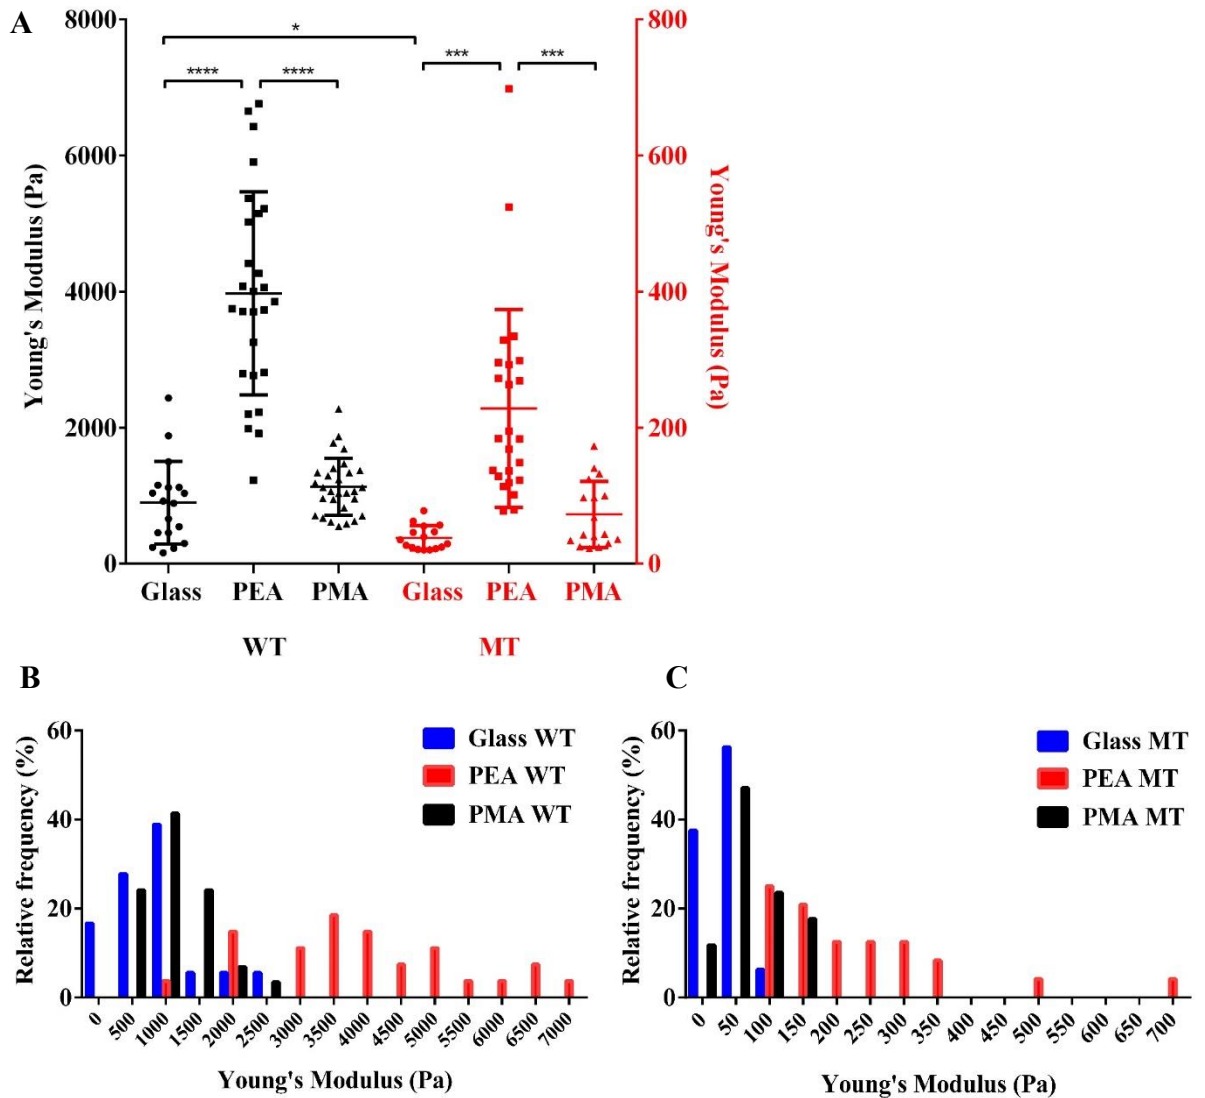 A
8000
6000
4000
2000
0
Young's Modulus (Pa)
800
600
400
200
0
Young's Modulus (Pa)
*
**** **** *** ***
Glass PEA PMA Glass PEA PMA
WT MT
B
60
40
20
0
Relative frequency (%)
Glass WT
PEA WT
PMA WT
0 500 1000 1500 2000 2500 3000 3500 4000 4500 5000 5500 6000 6500 7000
Young's Modulus (Pa)
C
60
40
20
0
Relative frequency (%)
Glass MT
PEA MT
PMA MT
0 50 100 150 200 250 300 350 400 450 500 550 600 650 700
Young's Modulus (Pa)